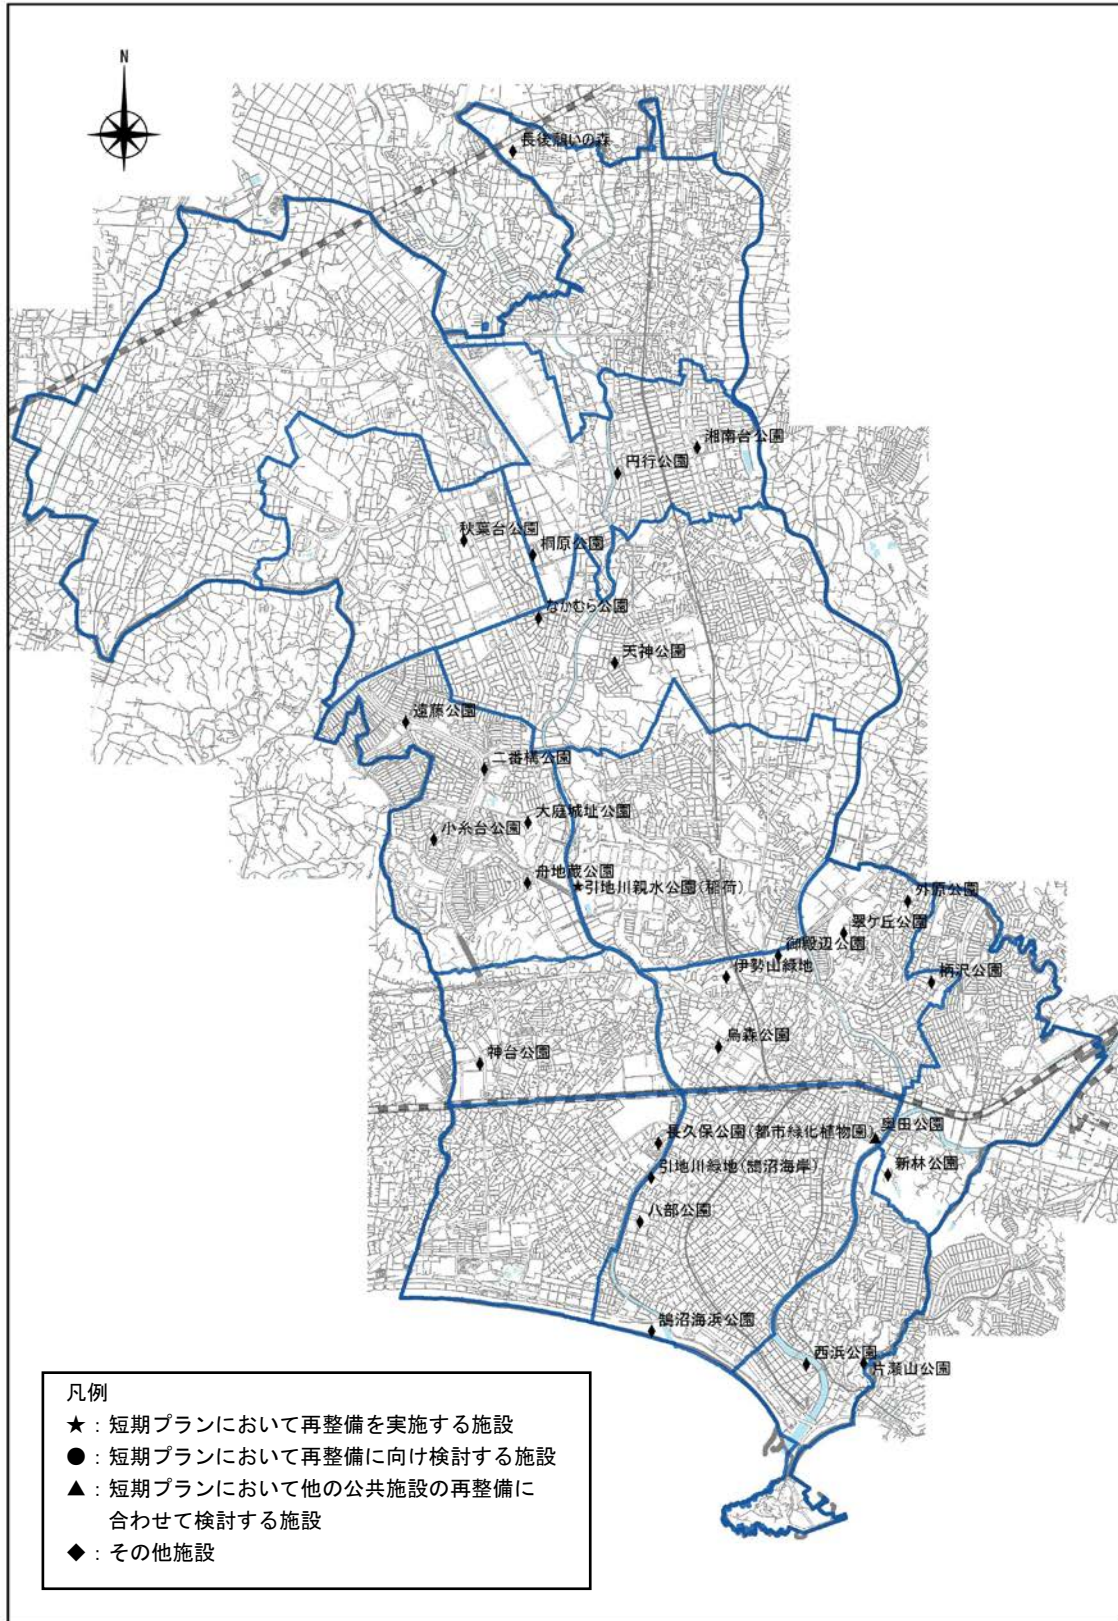 N
長後憩いの森
湘南台公園
円行公園
秋葉台公園
桐原公園
なかむら公園
天神公園
遠藤公園
二番構公園
大庭城址公園
小糸台公園
舟地蔵公園
引地川親水公園(稲荷)
外原公園
翠ケ丘公園
御殿辺公園
伊勢山緑地
柄沢公園
烏森公園
神台公園
奥田公園
長久保公園(都市緑化植物園)
新林公園
引地川緑地(鵠沼海岸)
八部公園
鵠沼海浜公園
西浜公園
片瀬山公園
凡例
★：短期プランにおいて再整備を実施する施設
●：短期プランにおいて再整備に向け検討する施設
▲：短期プランにおいて他の公共施設の再整備に
合わせて検討する施設
◆：その他施設